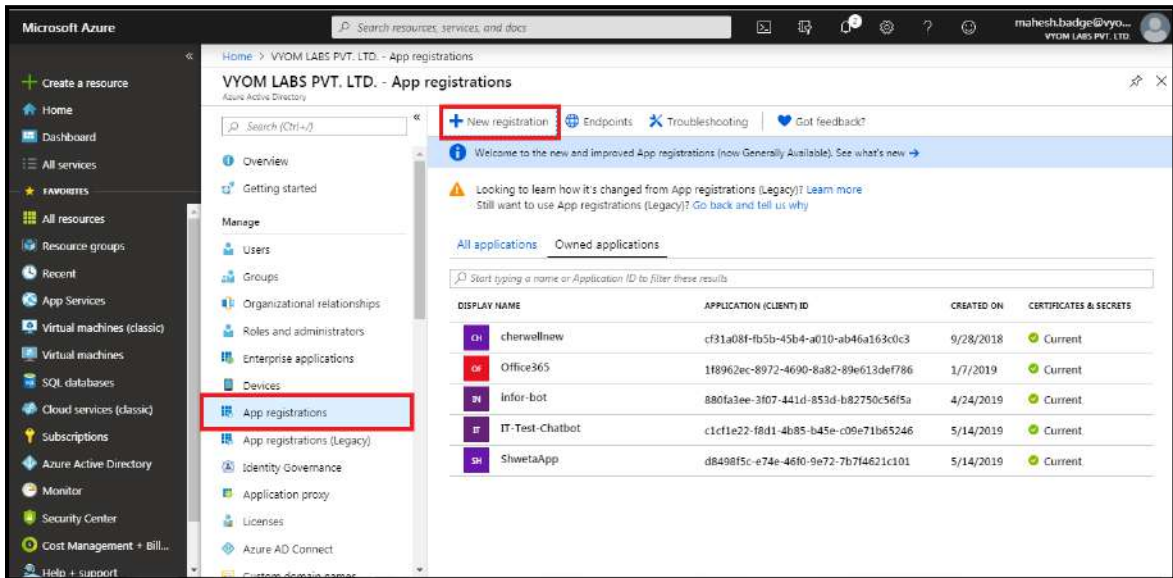 Microsoft Azure
Search resources, services, and docs
2
mahesh.badge@vyo...
VYOM LABS PVT. LTD.
Create a resource
Home
Dashboard
All services
FAVORITES
All resources
Resource groups
Recent
App Services
Virtual machines (classic)
Virtual machines
SQL databases
Cloud services (classic)
Subscriptions
Azure Active Directory
Monitor
Security Center
Cost Management + Bill...
Help + support
Home > VYOM LABS PVT. LTD. - App registrations
VYOM LABS PVT. LTD. - App registrations
Azure Active Directory
Search (Ctrl+/)
Overview
Getting started
Manage
Users
Groups
Organizational relationships
Roles and administrators
Enterprise applications
Devices
App registrations
App registrations (Legacy)
Identity Governance
Application proxy
Licenses
Azure AD Connect
Custom domain names
New registration Endpoints Troubleshooting Got feedback?
Welcome to the new and improved App registrations (now Generally Available). See what's new →
Looking to learn how it's changed from App registrations (Legacy)? Learn more
Still want to use App registrations (Legacy)? Go back and tell us why
All applications Owned applications
Start typing a name or Application ID to filter these results
DISPLAY NAME APPLICATION (CLIENT) ID CREATED ON CERTIFICATES & SECRETS
CH cherwellnew cf31a08f-fb5b-45b4-a010-ab46a163c0c3 9/28/2018 Current
OF Office365 1f8962ec-8972-4690-8a82-89e613def786 1/7/2019 Current
IN infor-bot 880fa3ee-3f07-441d-853d-b82750c56f5a 4/24/2019 Current
IT IT-Test-Chatbot c1cf1e22-f8d1-4b85-b45e-c09e71b65246 5/14/2019 Current
SH ShwetaApp d8498f5c-e74e-46f0-9e72-7b7f4621c101 5/14/2019 Current